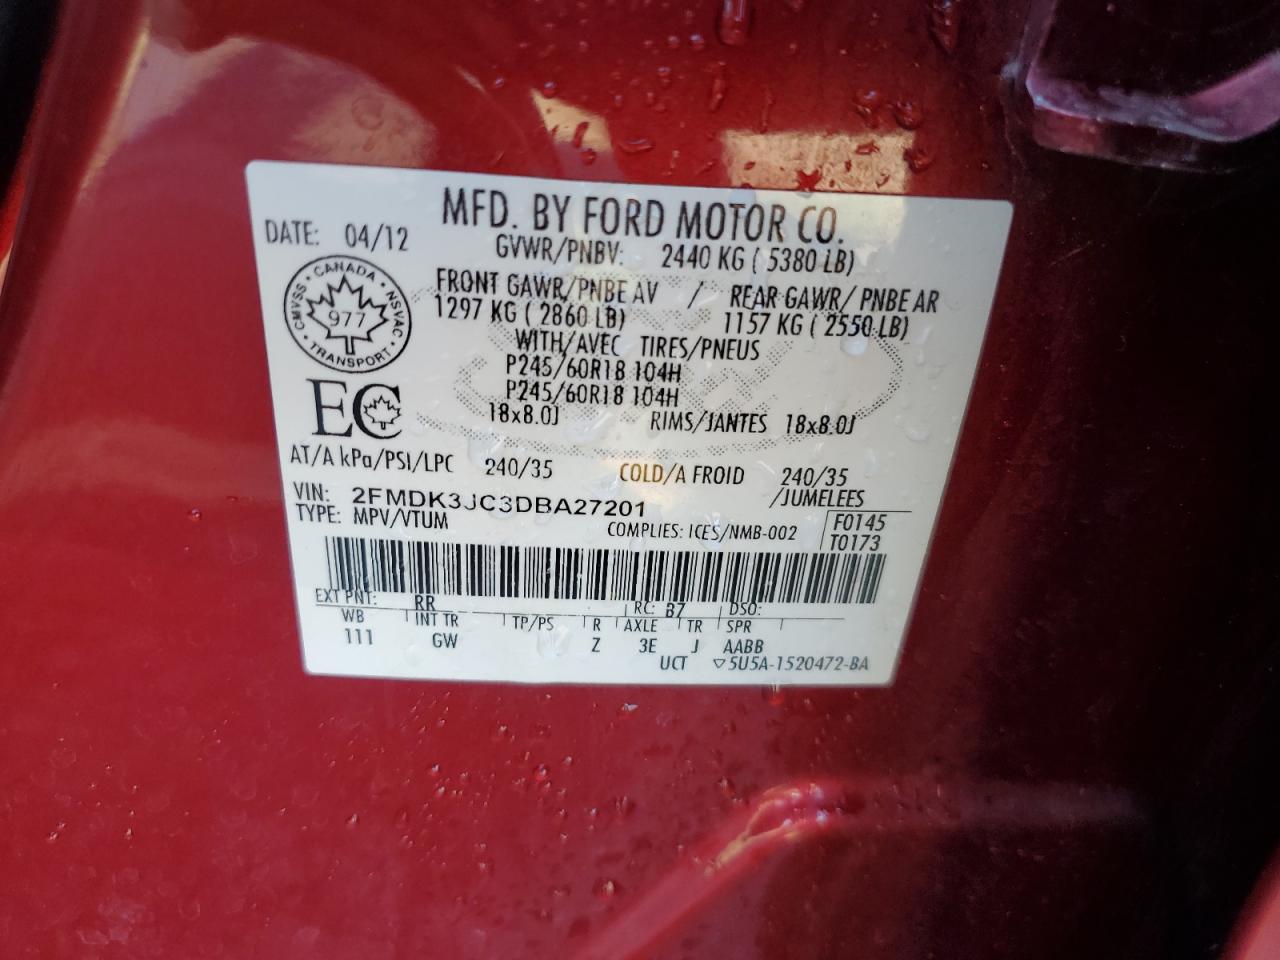 MFD. BY FORD MOTOR CO.
DATE: 04/12
GVWR/PNBV: 2440 KG ( 5380 LB)
CANADA
CMVSS NSVAC
977
TRANSPORT
FRONT GAWR/PNBE AV / REAR GAWR/ PNBE AR
1297 KG ( 2860 LB) 1157 KG ( 2550 LB)
WITH/AVEC TIRES/PNEUS
P245/60R18 104H
P245/60R18 104H
18x8.0J RIMS/JANTES 18x8.0J
EC
AT/A kPa/PSI/LPC 240/35 COLD/A FROID 240/35
/JUMELEES
VIN: 2FMDK3JC3DBA27201
TYPE: MPV/VTUM COMPLIES: ICES/NMB-002
F0145
T0173
EXT PNT: RR RC: B7 DSO:
WB INT TR TP/PS R AXLE TR SPR
111 GW Z 3E J AABB
UCT ▽5U5A-1520472-BA